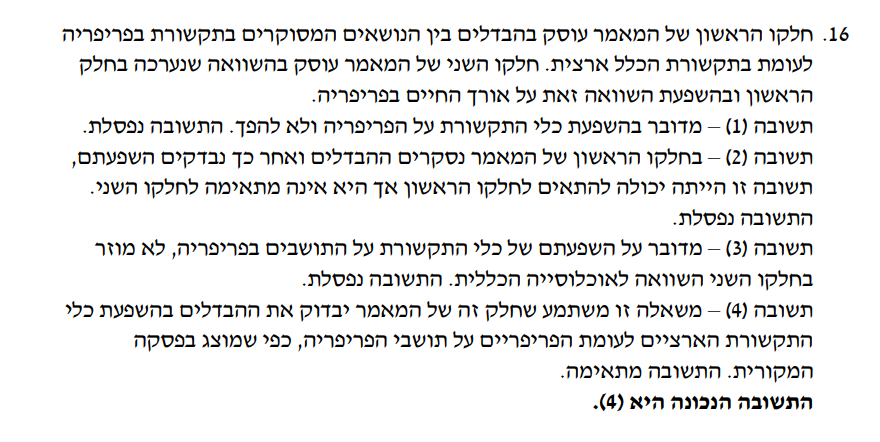 16. חלקו הראשון של המאמר עוסק בהבדלים בין הנושאים המסוקרים בתקשורת בפריפריה
לעומת בתקשורת הכלל ארצית. חלקו השני של המאמר עוסק בהשוואה שנערכה בחלק
הראשון ובהשפעת השוואה זאת על אורך החיים בפריפריה.
תשובה (1) – מדובר בהשפעת כלי התקשורת על הפריפריה ולא להפך. התשובה נפסלת.
תשובה (2) – בחלקו הראשון של המאמר נסקרים ההבדלים ואחר כך נבדקים השפעתם,
תשובה זו הייתה יכולה להתאים לחלקו הראשון אך היא אינה מתאימה לחלקו השני.
התשובה נפסלת.
תשובה (3) – מדובר על השפעתם של כלי התקשורת על התושבים בפריפריה, לא מוזר
בחלקו השני השוואה לאוכלוסייה הכללית. התשובה נפסלת.
תשובה (4) – משאלה זו משתמע שחלק זה של המאמר יבדוק את ההבדלים בהשפעת כלי
התקשורת הארציים לעומת הפריפריים על תושבי הפריפריה, כפי שמוצג בפסקה
המקורית. התשובה מתאימה.
התשובה הנכונה היא (4).